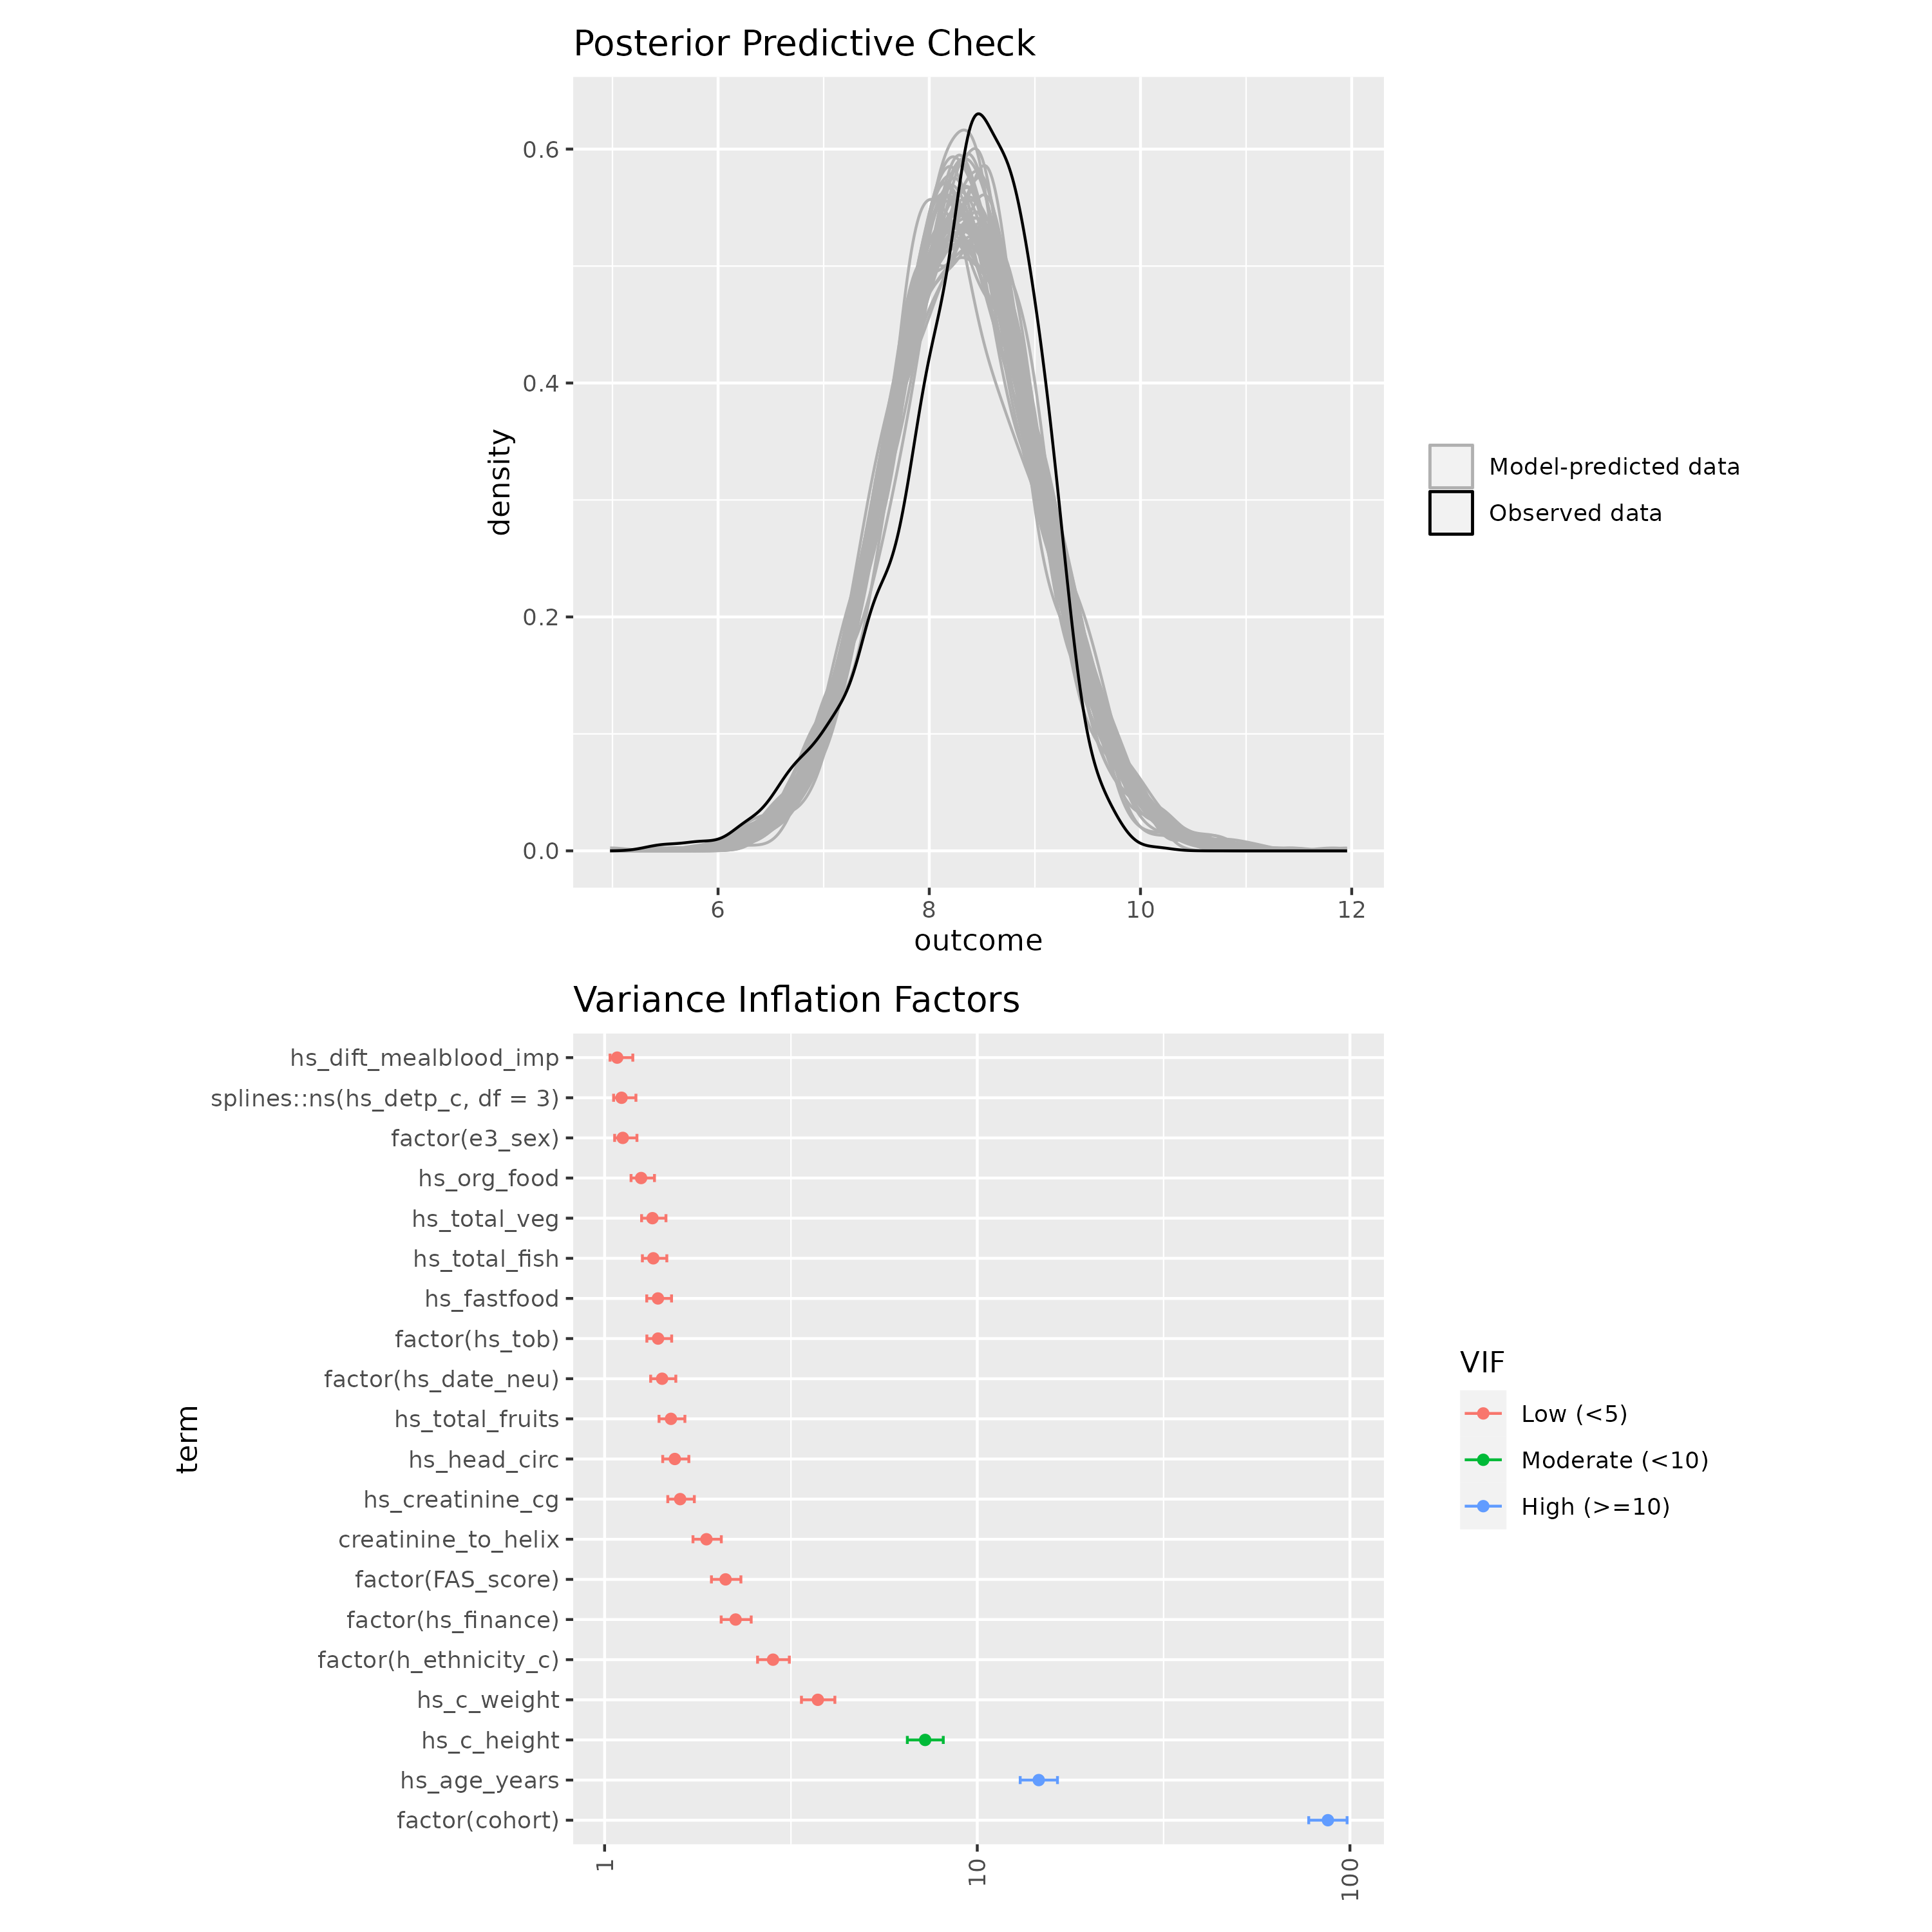 Posterior Predictive Check
0.6
0.4
0.2
0.0
density
6
8
10
12
outcome
Model-predicted data
Observed data
Variance Inflation Factors
hs_dift_mealblood_imp
splines::ns(hs_detp_c, df = 3)
factor(e3_sex)
hs_org_food
hs_total_veg
hs_total_fish
hs_fastfood
factor(hs_tob)
factor(hs_date_neu)
hs_total_fruits
hs_head_circ
hs_creatinine_cg
creatinine_to_helix
factor(FAS_score)
factor(hs_finance)
factor(h_ethnicity_c)
hs_c_weight
hs_c_height
hs_age_years
factor(cohort)
term
1
10
100
VIF
Low (<5)
Moderate (<10)
High (>=10)